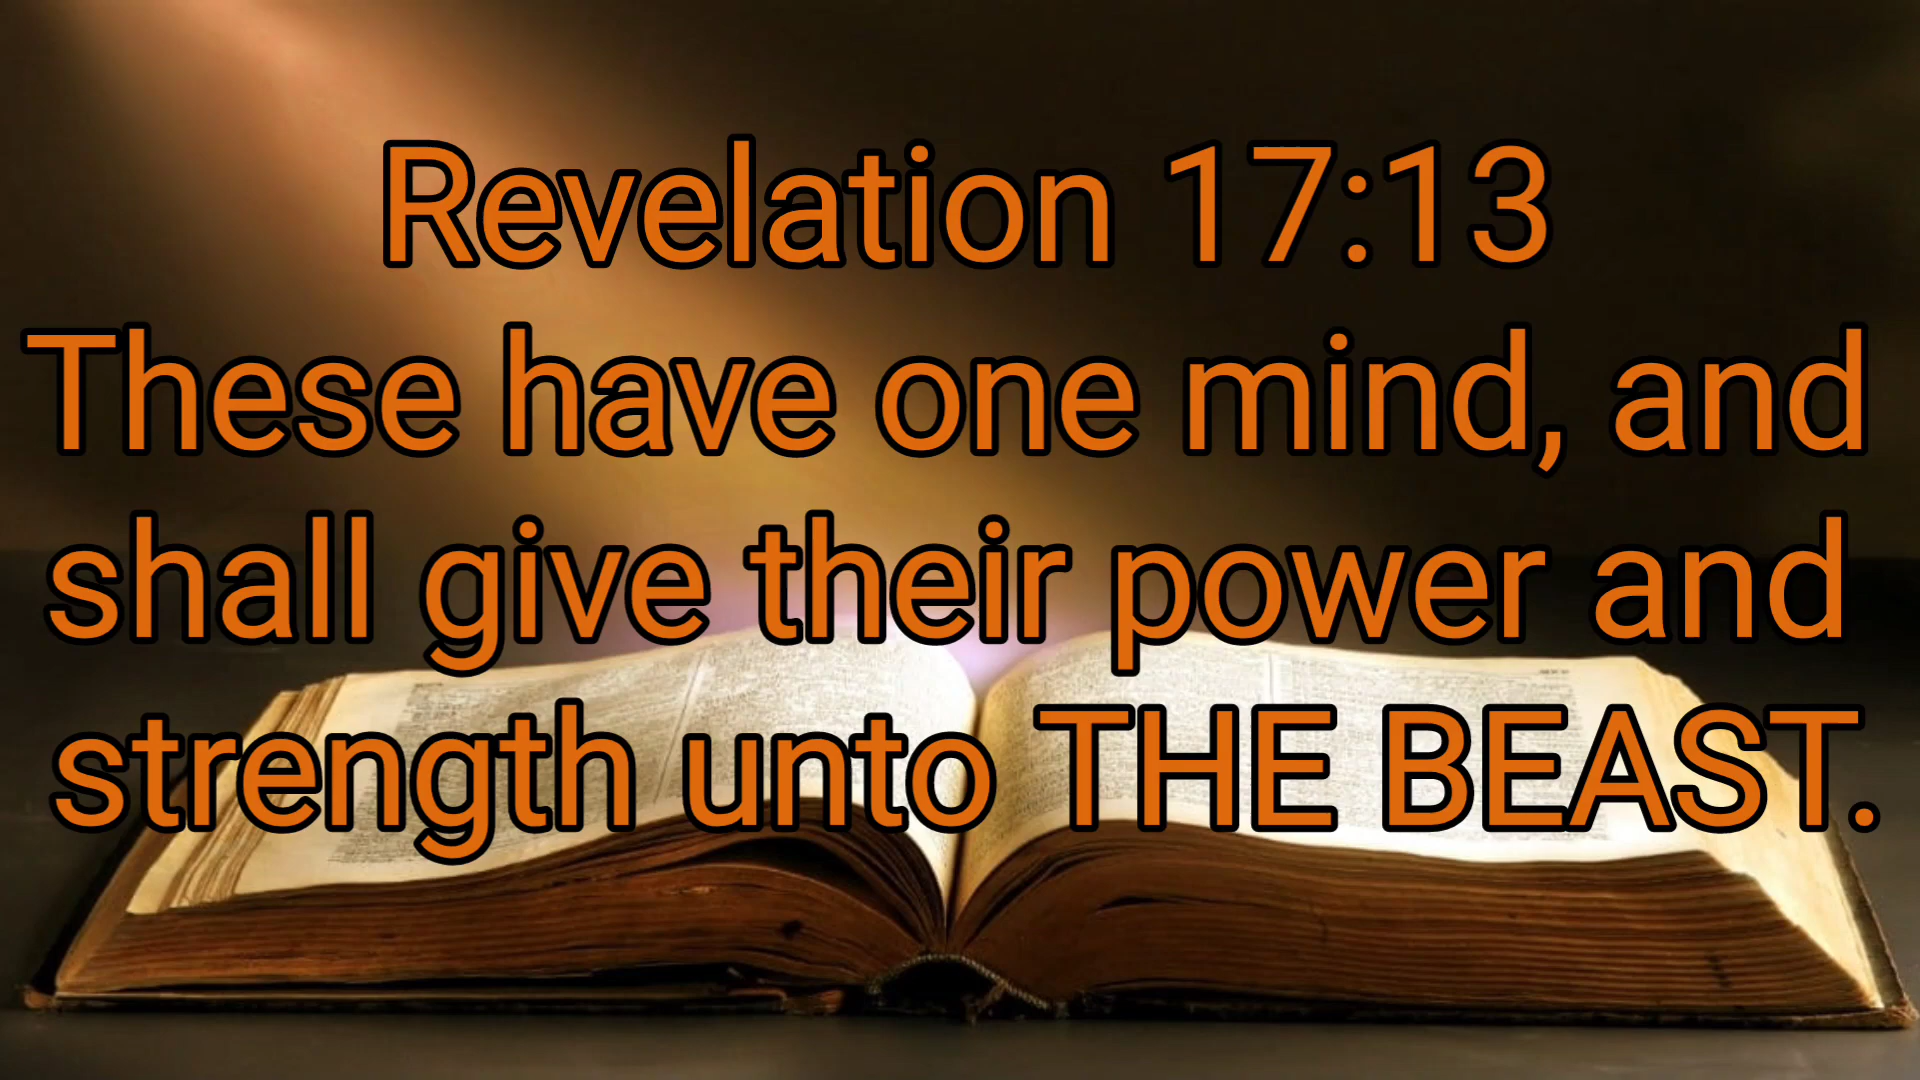 Revelation 17:13
These have one mind, and
shall give their power and
strength unto THE BEAST.